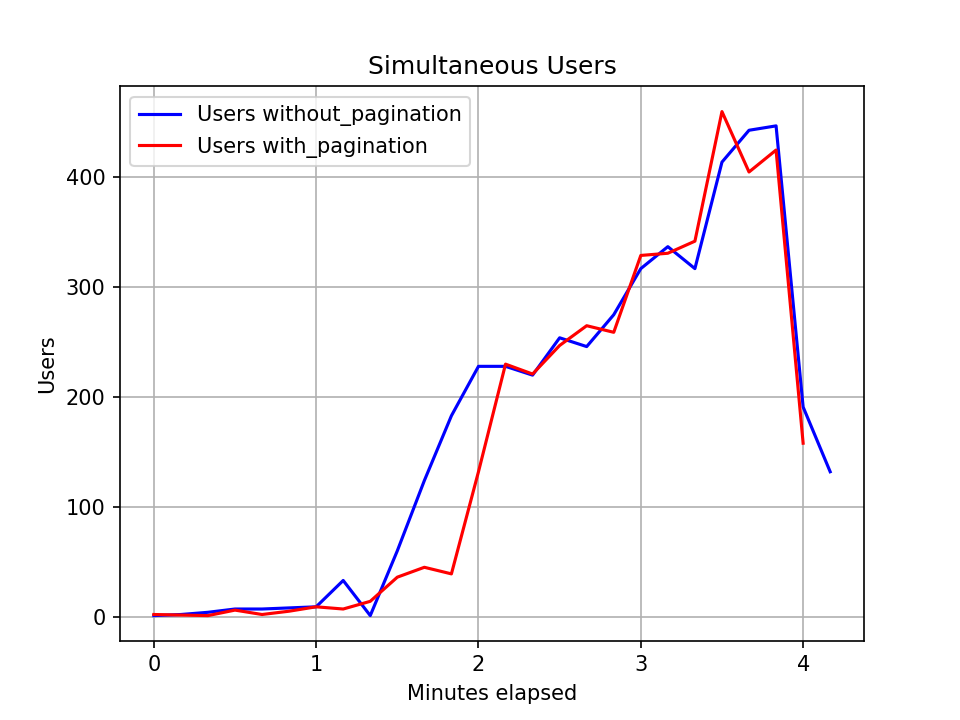 Simultaneous Users
Users without_pagination
Users with_pagination
400
300
200
100
0
Users
0 1 2 3 4
Minutes elapsed